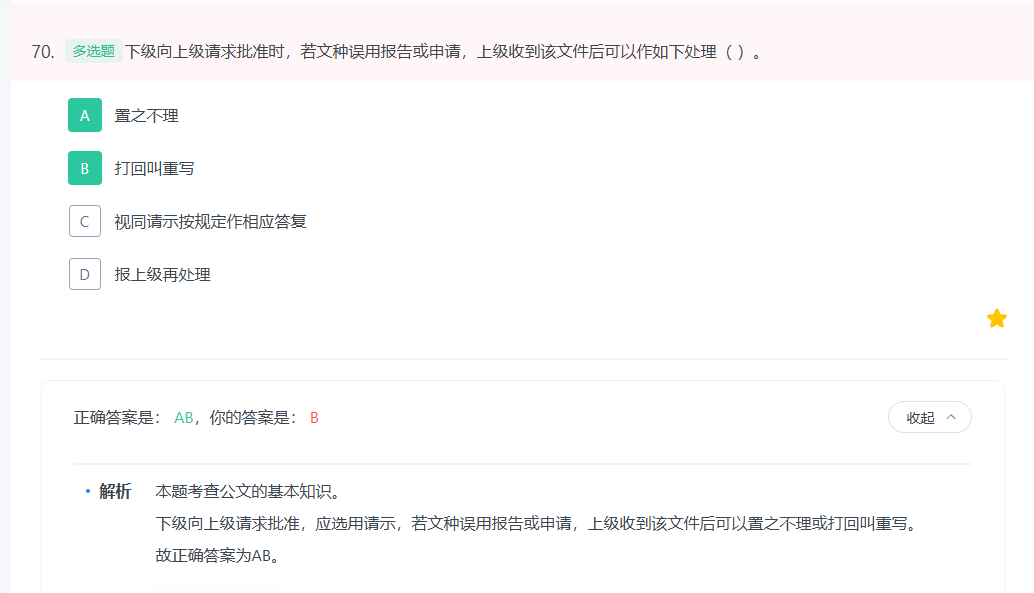 70. 多选题 下级向上级请求批准时，若文种误用报告或申请，上级收到该文件后可以作如下处理（ ）。
A 置之不理
B 打回叫重写
C 视同请示按规定作相应答复
D 报上级再处理
正确答案是： AB，你的答案是： B 收起
解析 本题考查公文的基本知识。
下级向上级请求批准，应选用请示，若文种误用报告或申请，上级收到该文件后可以置之不理或打回叫重写。
故正确答案为AB。